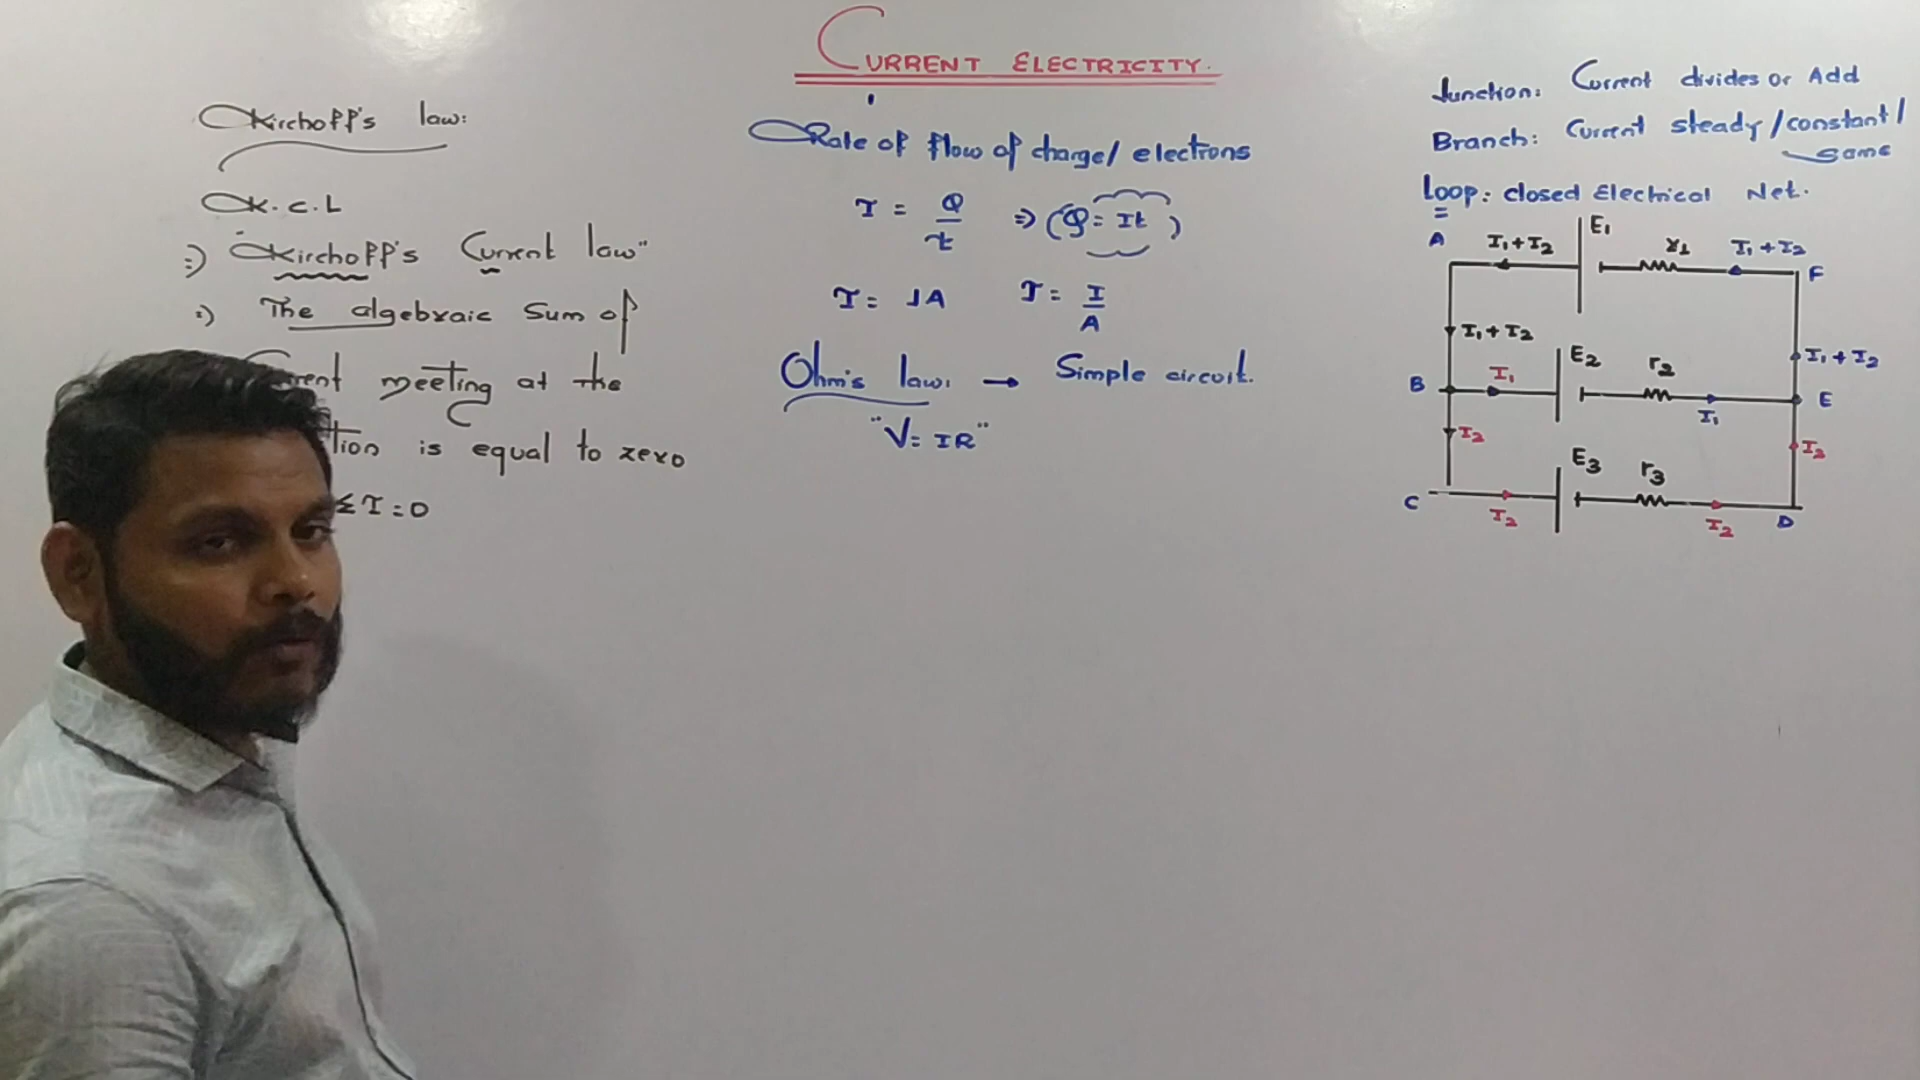 CURRENT ELECTRICITY.
Kirchoff's law:
K.C.L
⇒) Kirchoff's Current law"
:) The algebraic Sum of
meeting at the
is equal to zero
≤I=0
Rate of flow of charge/ electrons
I = Q/t ⇒ (Q= It)
I = JA J = I/A
Ohm's law: → Simple circuit.
"V= IR"
Junction: Current divides or Add
Branch: Current steady/constant/
same
Loop: closed Electrical Net.
A I₁+I₂ E₁ r₁ I₁+I₂ F
I₁+I₂ I₁+I₂
B I₁ E₂ r₂ I₁ E
I₂ I₂
C I₂ E₃ r₃ I₂ D